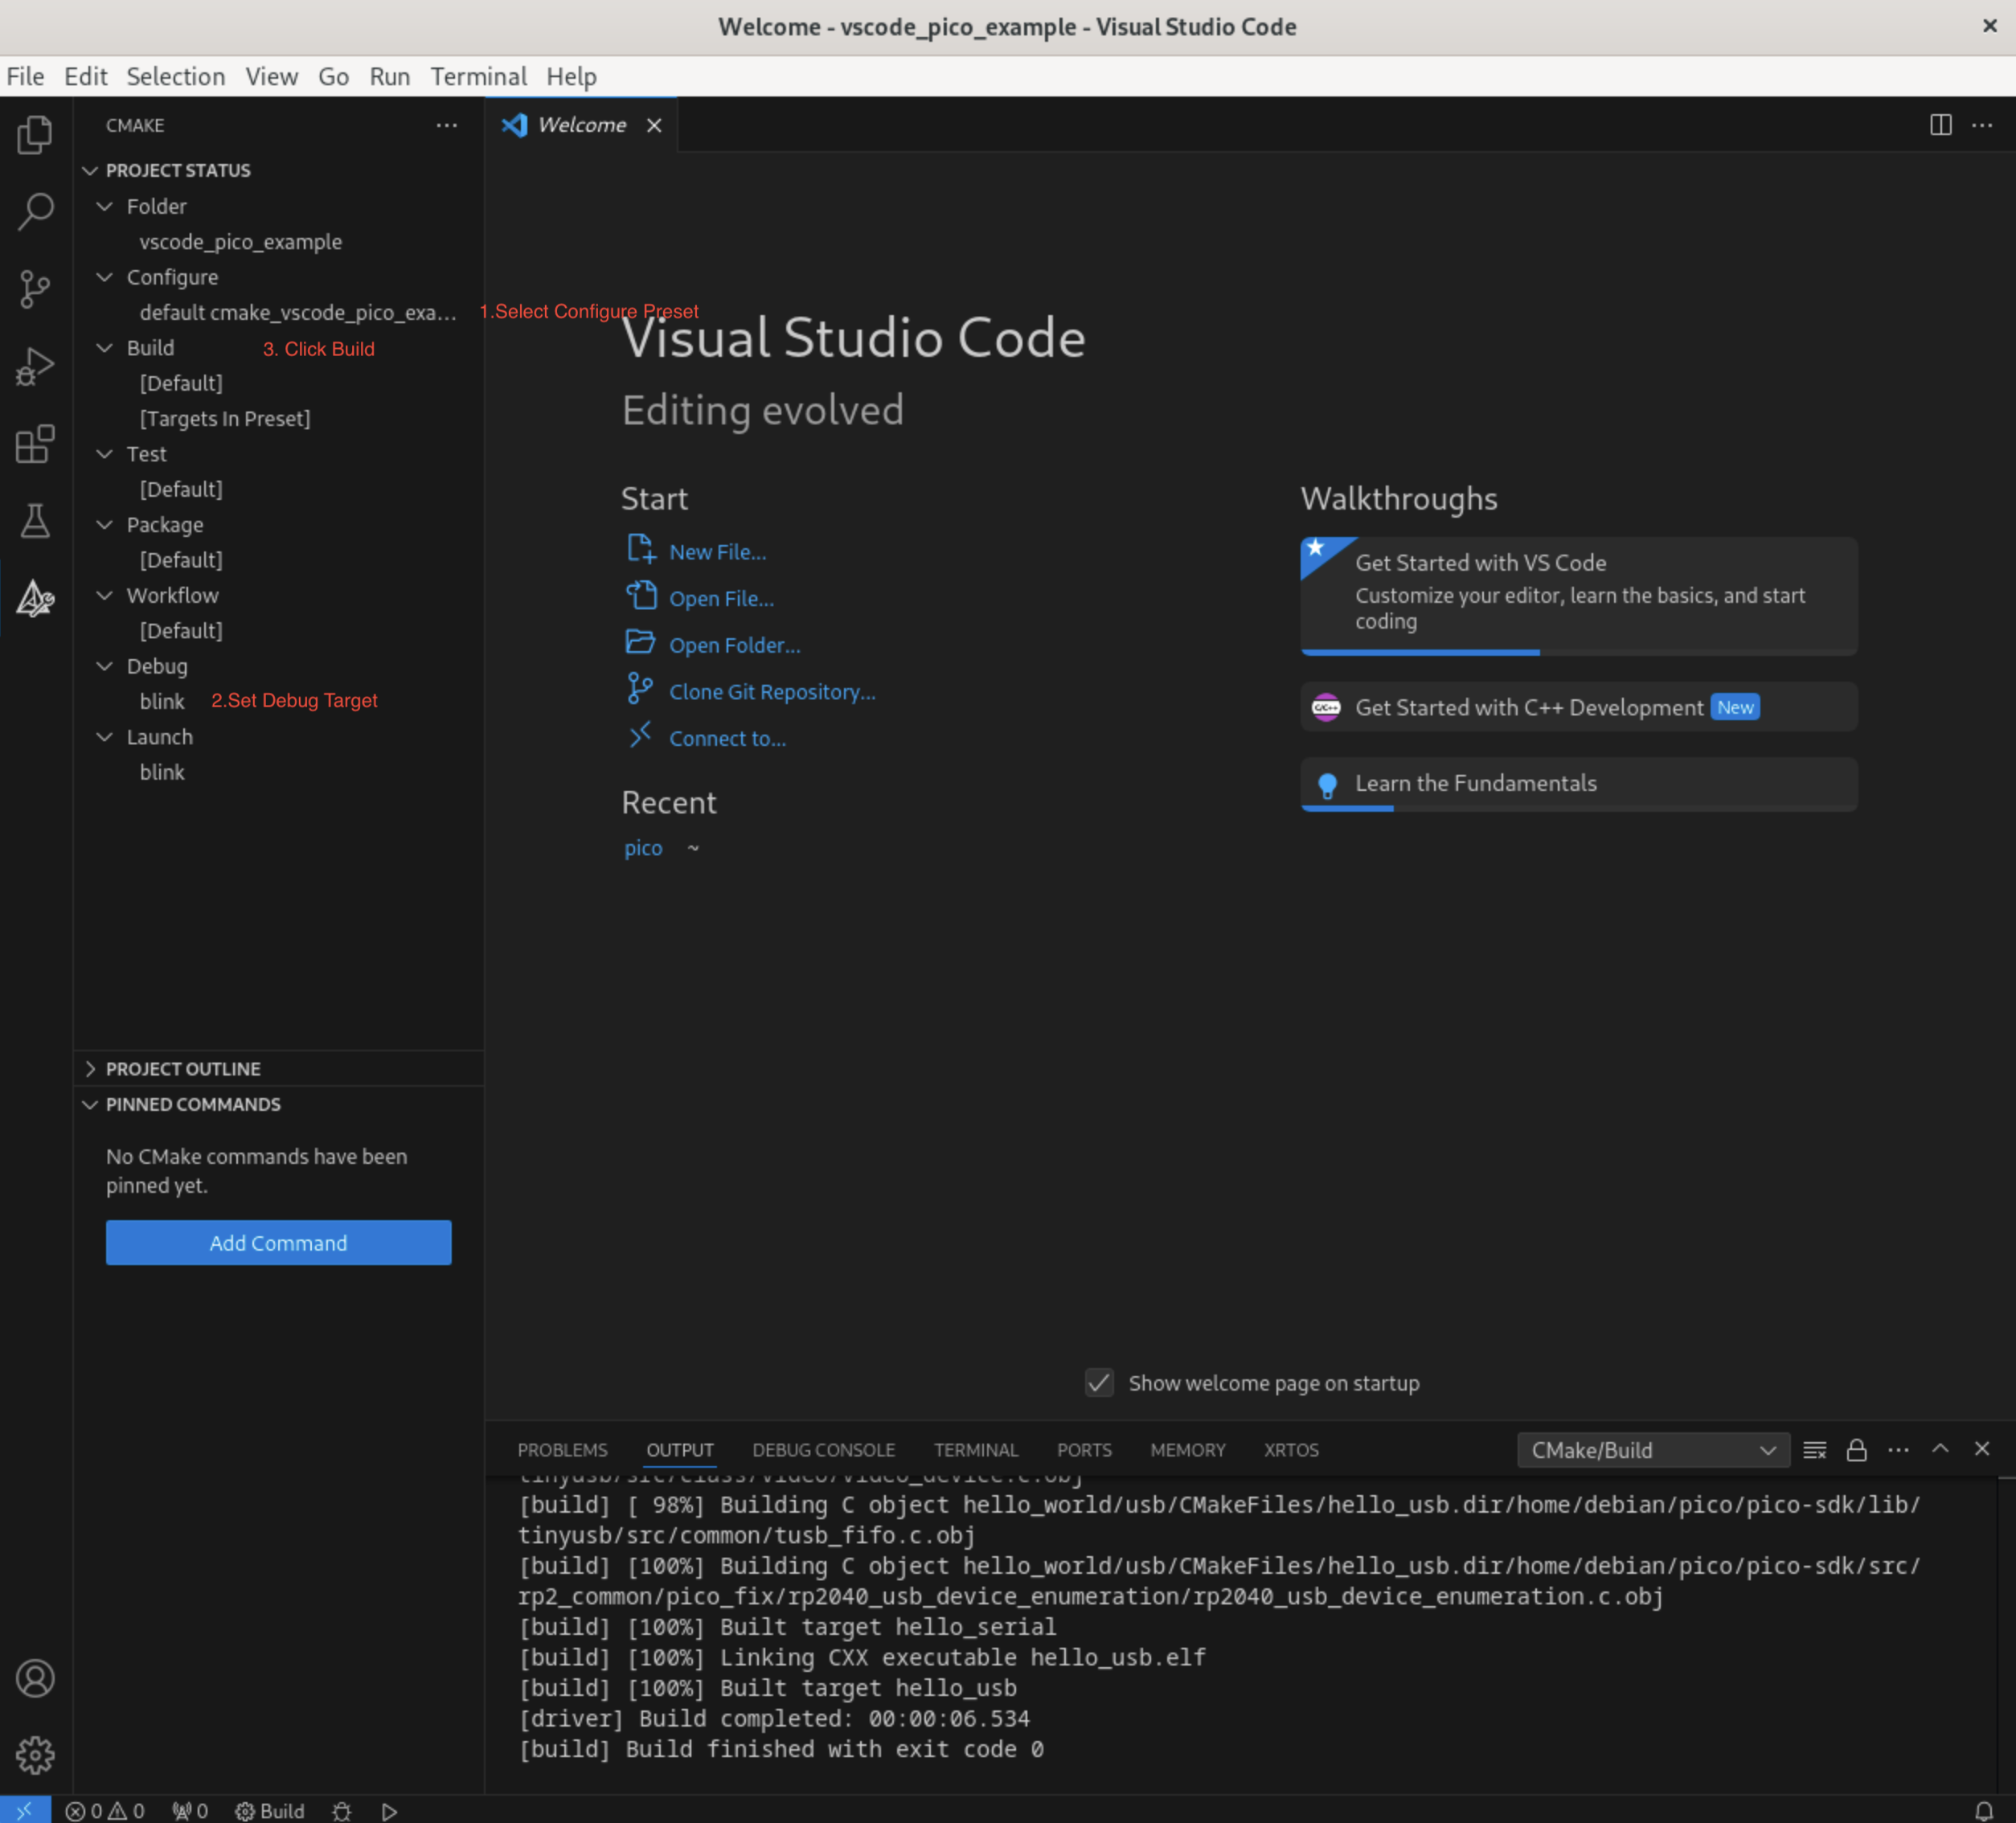 Welcome - vscode_pico_example - Visual Studio Code
File Edit Selection View Go Run Terminal Help
CMAKE
PROJECT STATUS
Folder
vscode_pico_example
Configure
default cmake_vscode_pico_exa...
1.Select Configure Preset
Build
3. Click Build
[Default]
[Targets In Preset]
Test
[Default]
Package
[Default]
Workflow
[Default]
Debug
blink
2.Set Debug Target
Launch
blink
PROJECT OUTLINE
PINNED COMMANDS
No CMake commands have been
pinned yet.
Add Command
Welcome
Visual Studio Code
Editing evolved
Start
New File...
Open File...
Open Folder...
Clone Git Repository...
Connect to...
Recent
pico ~
Walkthroughs
Get Started with VS Code
Customize your editor, learn the basics, and start
coding
Get Started with C++ Development New
Learn the Fundamentals
Show welcome page on startup
PROBLEMS OUTPUT DEBUG CONSOLE TERMINAL PORTS MEMORY XRTOS
CMake/Build
tinyusb/src/class/video/video_device.c.obj
[build] [ 98%] Building C object hello_world/usb/CMakeFiles/hello_usb.dir/home/debian/pico/pico-sdk/lib/
tinyusb/src/common/tusb_fifo.c.obj
[build] [100%] Building C object hello_world/usb/CMakeFiles/hello_usb.dir/home/debian/pico/pico-sdk/src/
rp2_common/pico_fix/rp2040_usb_device_enumeration/rp2040_usb_device_enumeration.c.obj
[build] [100%] Built target hello_serial
[build] [100%] Linking CXX executable hello_usb.elf
[build] [100%] Built target hello_usb
[driver] Build completed: 00:00:06.534
[build] Build finished with exit code 0
0 0 0 Build